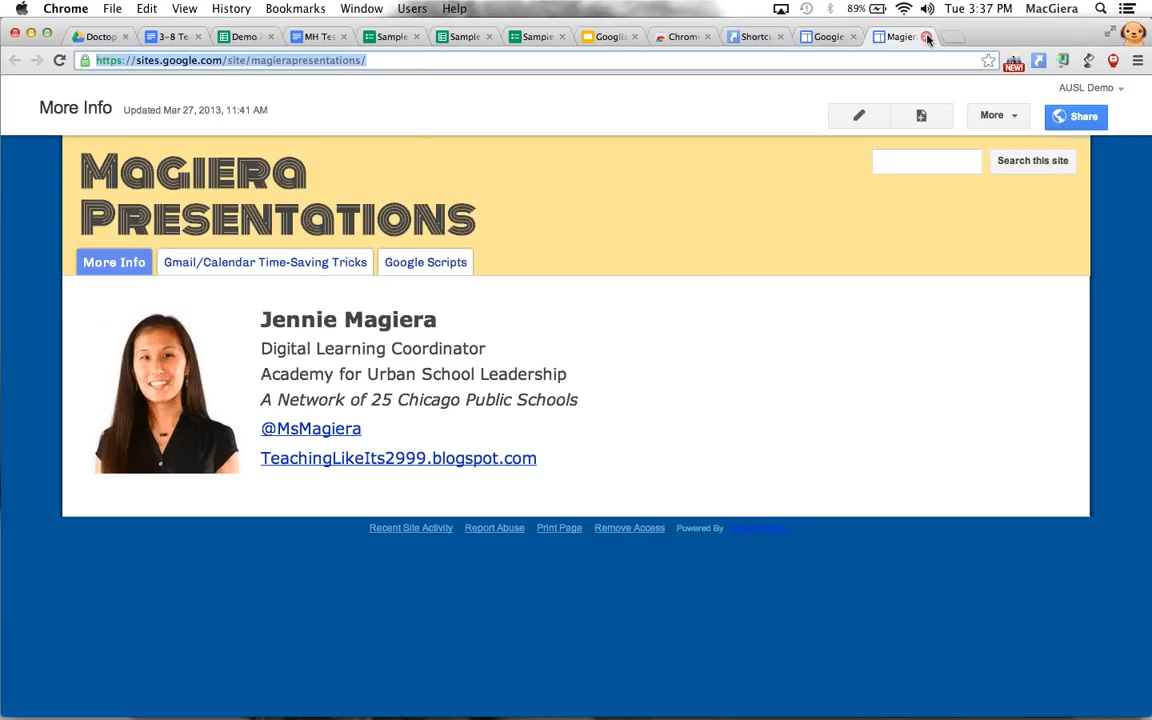 Chrome File Edit View History Bookmarks Window Users Help 89% Tue 3:37 PM MacGiera
Doctop 3–8 Te Demo MH Tes Sample Sample Sample Googli Chrom Shortc Google Magier
https://sites.google.com/site/magierapresentations/
NEW!
AUSL Demo
More Info Updated Mar 27, 2013, 11:41 AM More Share
Magiera
Presentations
Search this site
More Info Gmail/Calendar Time-Saving Tricks Google Scripts
Jennie Magiera
Digital Learning Coordinator
Academy for Urban School Leadership
A Network of 25 Chicago Public Schools
@MsMagiera
TeachingLikeIts2999.blogspot.com
Recent Site Activity Report Abuse Print Page Remove Access Powered By